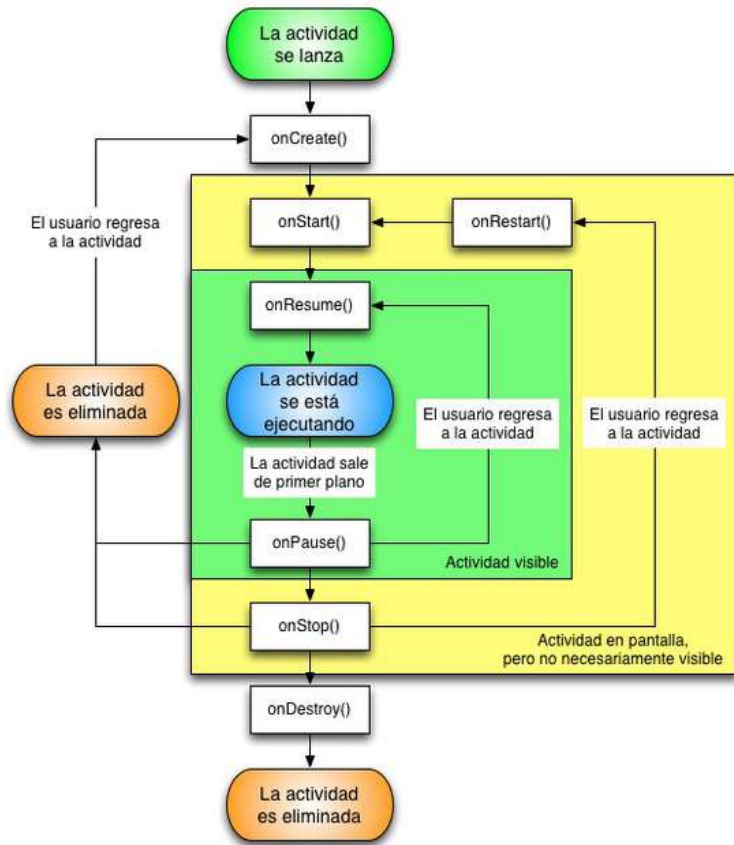 La actividad
se lanza
onCreate()
El usuario regresa
a la actividad
onStart()
onRestart()
onResume()
La actividad
es eliminada
La actividad
se está
ejecutando
El usuario regresa
a la actividad
El usuario regresa
a la actividad
La actividad sale
de primer plano
onPause()
Actividad visible
onStop()
Actividad en pantalla,
pero no necesariamente visible
onDestroy()
La actividad
es eliminada